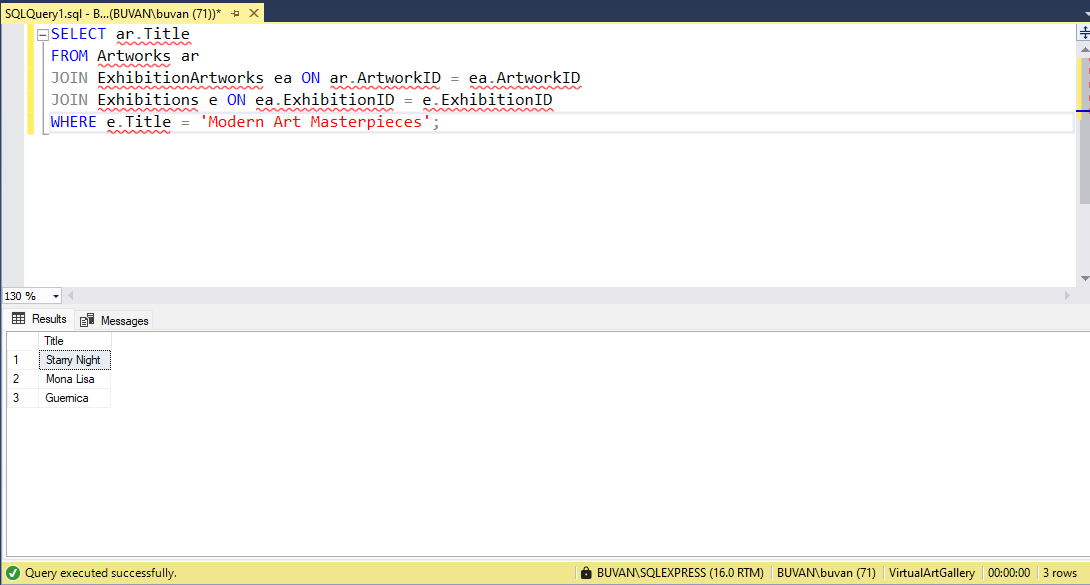 SQLQuery1.sql - B...(BUVAN\buvan (71))*
SELECT ar.Title
FROM Artworks ar
JOIN ExhibitionArtworks ea ON ar.ArtworkID = ea.ArtworkID
JOIN Exhibitions e ON ea.ExhibitionID = e.ExhibitionID
WHERE e.Title = 'Modern Art Masterpieces';
130 %
Results Messages
Title
1 Starry Night
2 Mona Lisa
3 Guernica
Query executed successfully. BUVAN\SQLEXPRESS (16.0 RTM) BUVAN\buvan (71) VirtualArtGallery 00:00:00 3 rows